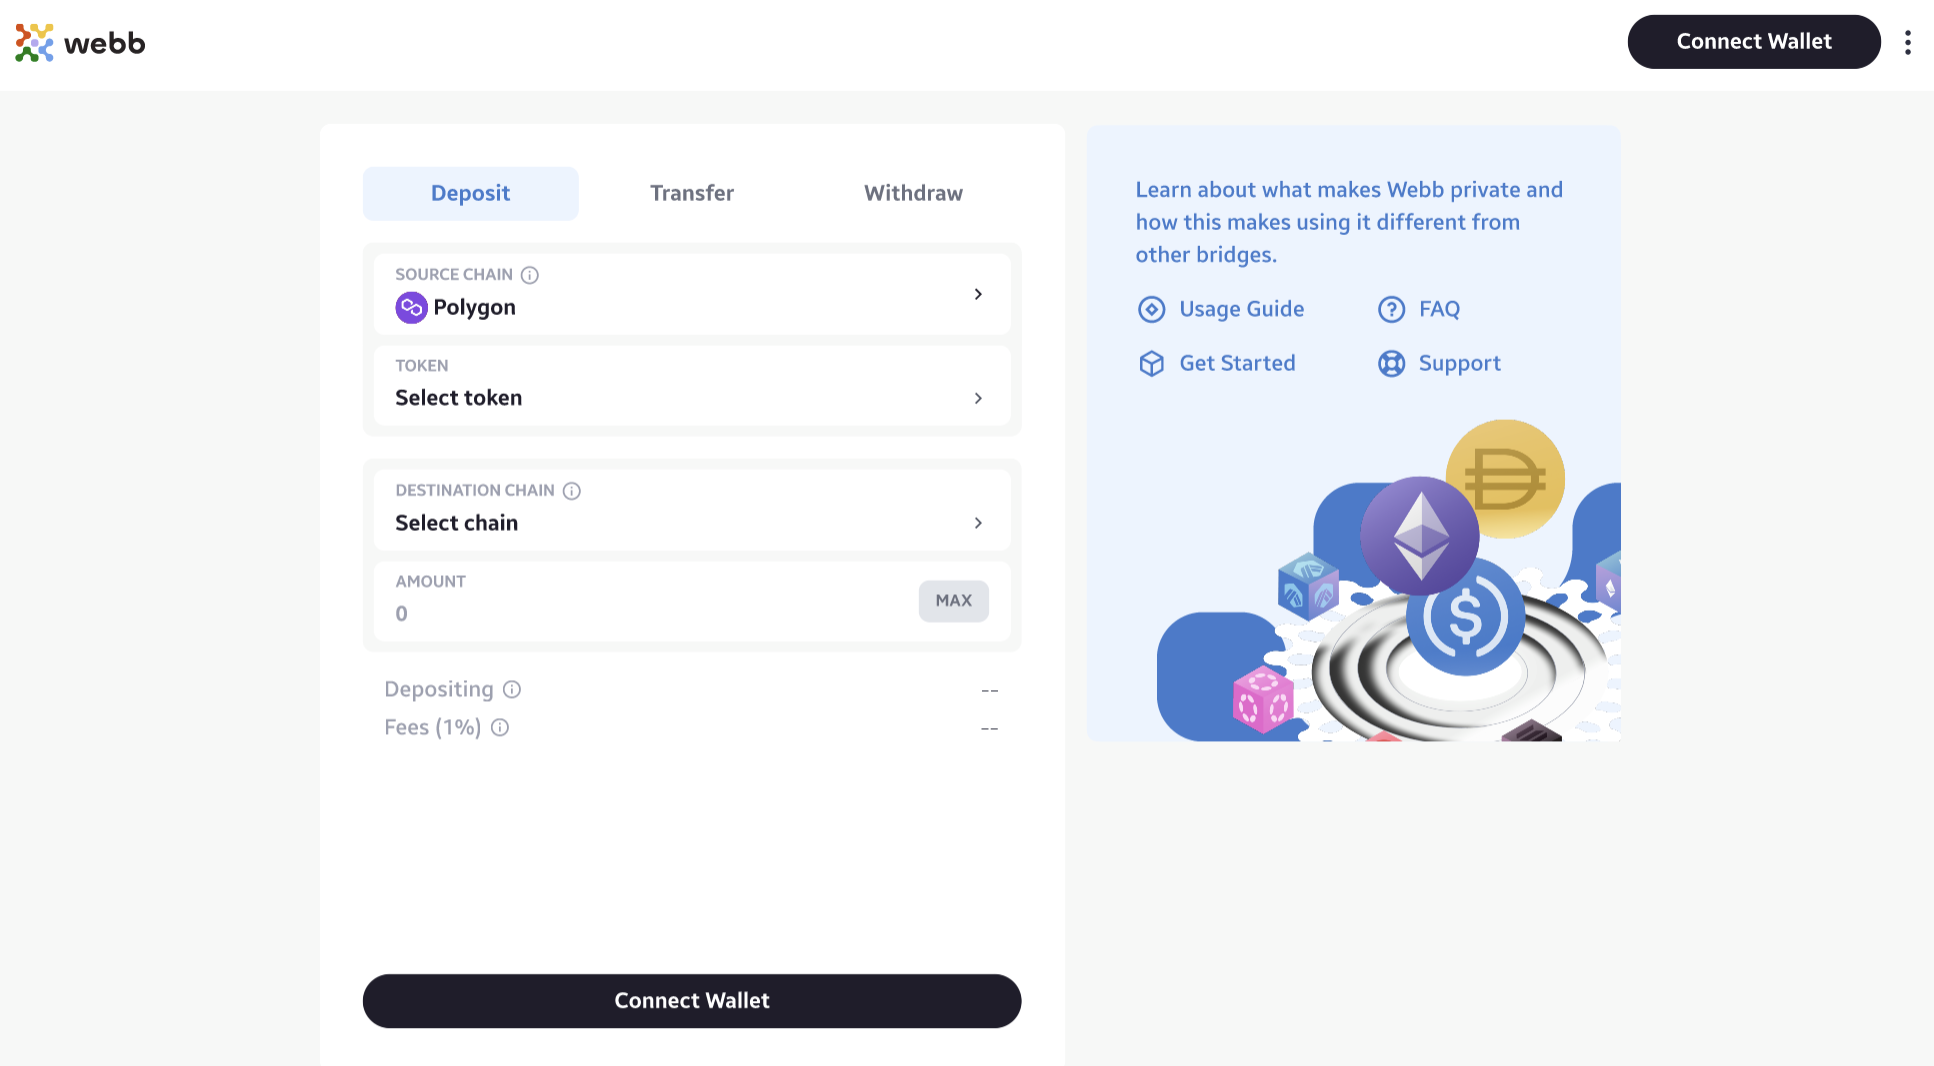 webb
Connect Wallet
Deposit
Transfer
Withdraw
SOURCE CHAIN
Polygon
TOKEN
Select token
DESTINATION CHAIN
Select chain
AMOUNT
0
MAX
Depositing
--
Fees (1%)
--
Connect Wallet
Learn about what makes Webb private and
how this makes using it different from
other bridges.
Usage Guide
FAQ
Get Started
Support